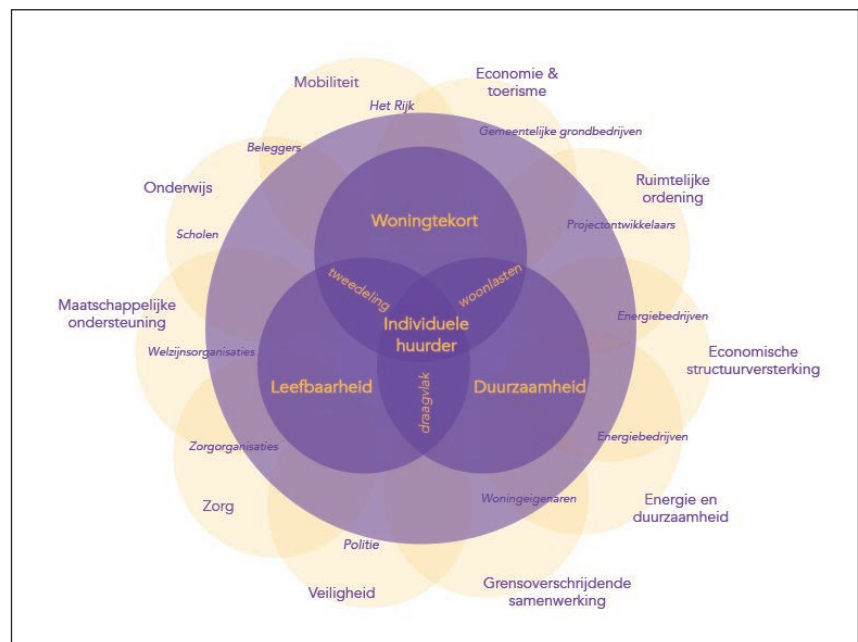 Mobiliteit
Economie &
toerisme
Het Rijk
Gemeentelijke grondbedrijven
Beleggers
Onderwijs
Ruimtelijke
ordening
Woningtekort
Scholen
Projectontwikkelaars
tweedeling
woonlasten
Maatschappelijke
ondersteuning
Energiebedrijven
Individuele
huurder
Welzijnsorganisaties
Economische
structuurversterking
Leefbaarheid
draagvlak
Duurzaamheid
Zorgorganisaties
Energiebedrijven
Zorg
Woningeigenaren
Energie en
duurzaamheid
Politie
Veiligheid
Grensoverschrijdende
samenwerking